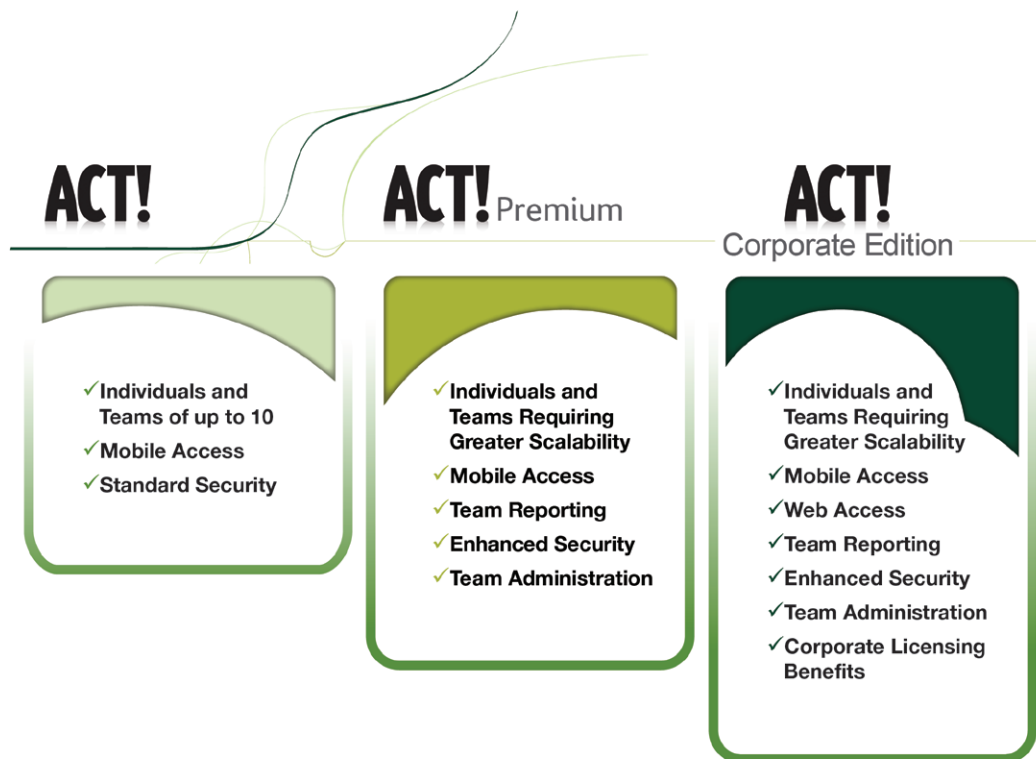 ACT!
✓Individuals and
Teams of up to 10
✓Mobile Access
✓Standard Security
ACT! Premium
✓Individuals and
Teams Requiring
Greater Scalability
✓Mobile Access
✓Team Reporting
✓Enhanced Security
✓Team Administration
ACT!
Corporate Edition
✓Individuals and
Teams Requiring
Greater Scalability
✓Mobile Access
✓Web Access
✓Team Reporting
✓Enhanced Security
✓Team Administration
✓Corporate Licensing
Benefits